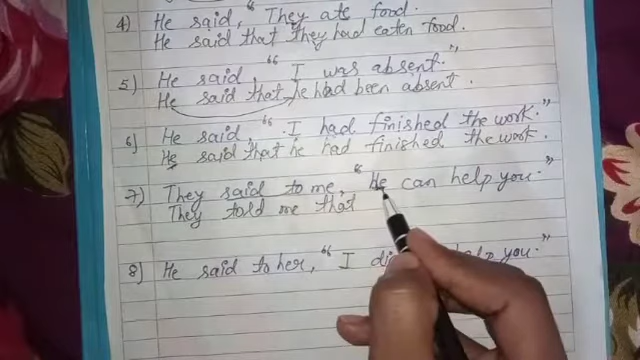 4) He said, " They ate food.
He said that they had eaten food.
5) He said, " I was absent."
He said that he had been absent.
6) He said, " I had finished the work."
He said that he had finished the work.
7) They said to me, " He can help you."
They told me that
8) He said to her, " I help you."